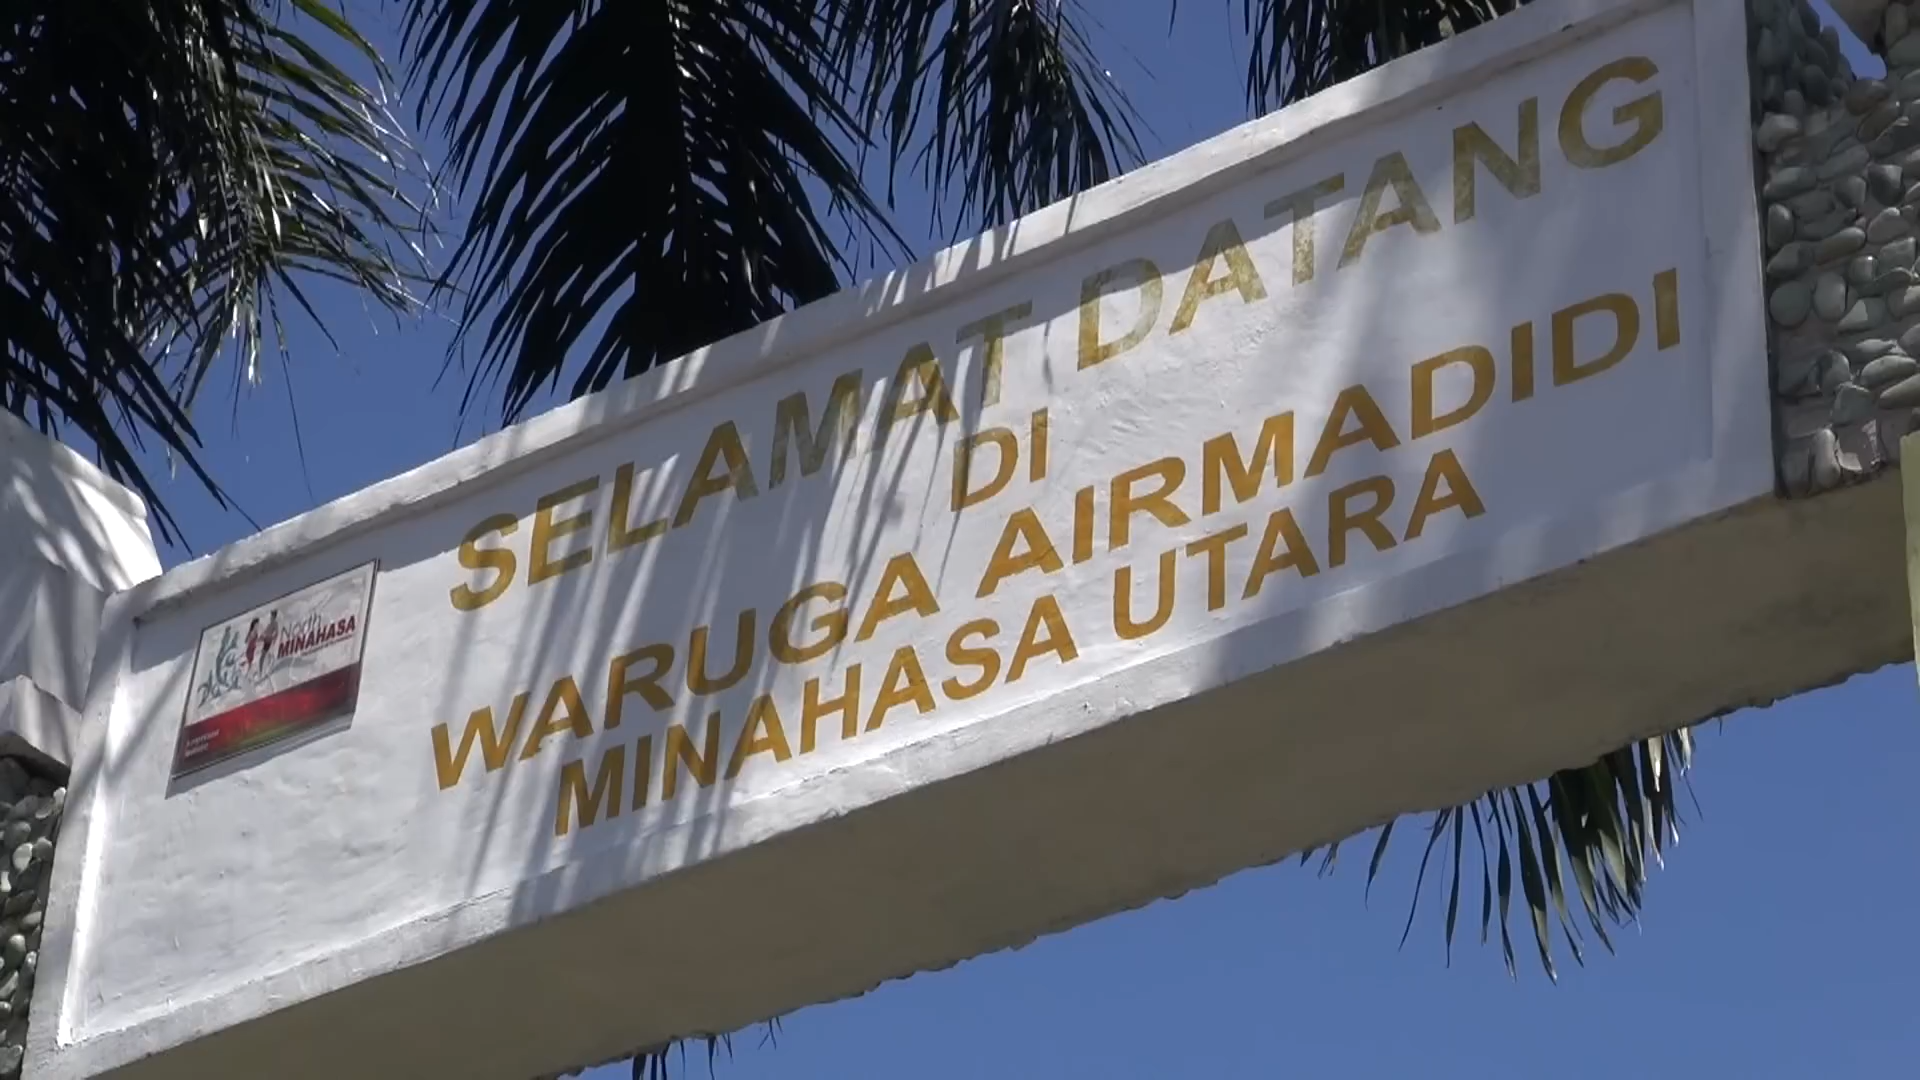 SELAMAT DATANG
DI
WARUGA AIRMADIDI
MINAHASA UTARA
North
MINAHASA